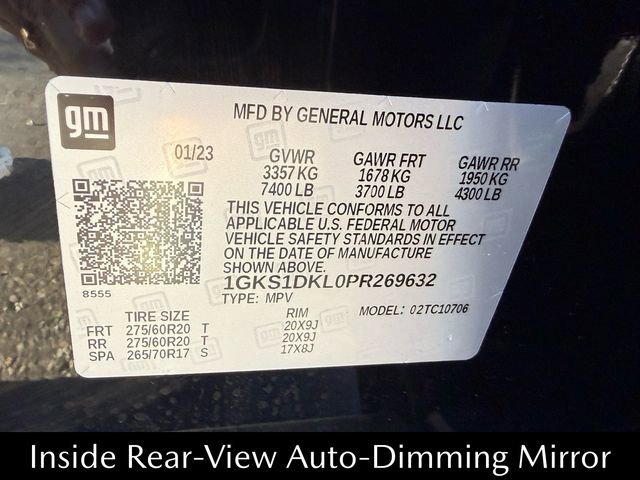 gm
MFD BY GENERAL MOTORS LLC
01/23 GVWR GAWR FRT GAWR RR
3357 KG 1678 KG 1950 KG
7400 LB 3700 LB 4300 LB
THIS VEHICLE CONFORMS TO ALL
APPLICABLE U.S. FEDERAL MOTOR
VEHICLE SAFETY STANDARDS IN EFFECT
ON THE DATE OF MANUFACTURE
SHOWN ABOVE.
8555
1GKS1DKL0PR269632
TYPE: MPV MODEL: 02TC10706
TIRE SIZE RIM
FRT 275/60R20 T 20X9J
RR 275/60R20 T 20X9J
SPA 265/70R17 S 17X8J
Inside Rear-View Auto-Dimming Mirror